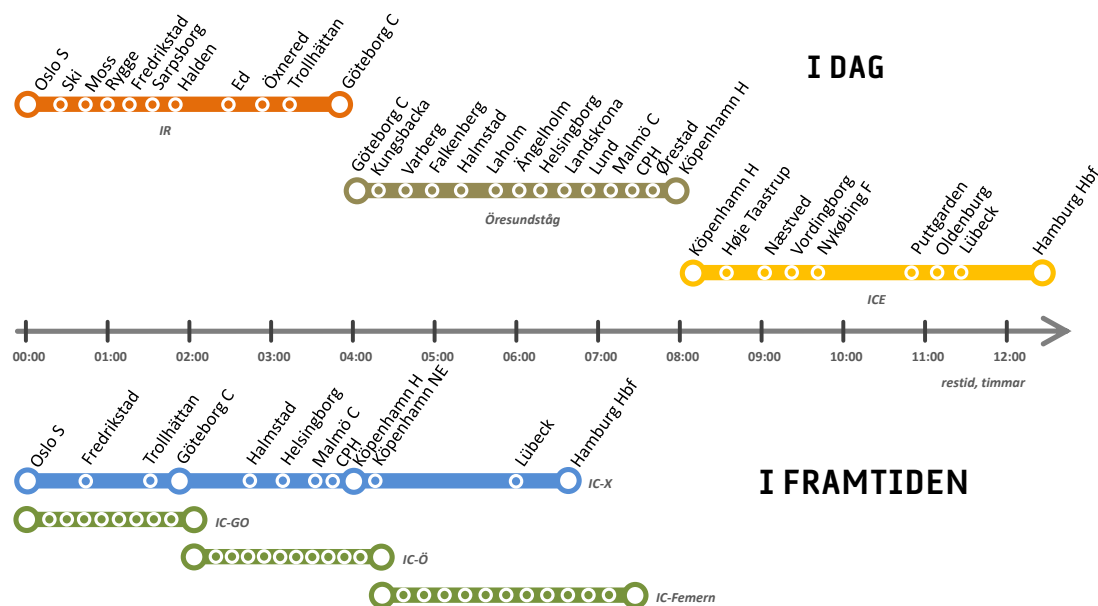 I DAG
Oslo S
Ski
Moss
Rygge
Fredrikstad
Sarpsborg
Halden
Ed
Öxnered
Trollhättan
Göteborg C
IR
Göteborg C
Kungsbacka
Varberg
Falkenberg
Halmstad
Laholm
Ängelholm
Helsingborg
Landskrona
Lund
Malmö C
CPH
Ørestad
Köpenhamn H
Öresundståg
Köpenhamn H
Høje Taastrup
Næstved
Vordingborg
Nykøbing F
Puttgarden
Oldenburg
Lübeck
Hamburg Hbf
ICE
00:00 01:00 02:00 03:00 04:00 05:00 06:00 07:00 08:00 09:00 10:00 11:00 12:00
restid, timmar
Oslo S
Fredrikstad
Trollhättan
Göteborg C
Halmstad
Helsingborg
Malmö C
CPH
Köpenhamn H
Köpenhamn NE
Lübeck
Hamburg Hbf
IC-X
I FRAMTIDEN
IC-GO
IC-Ö
IC-Femern